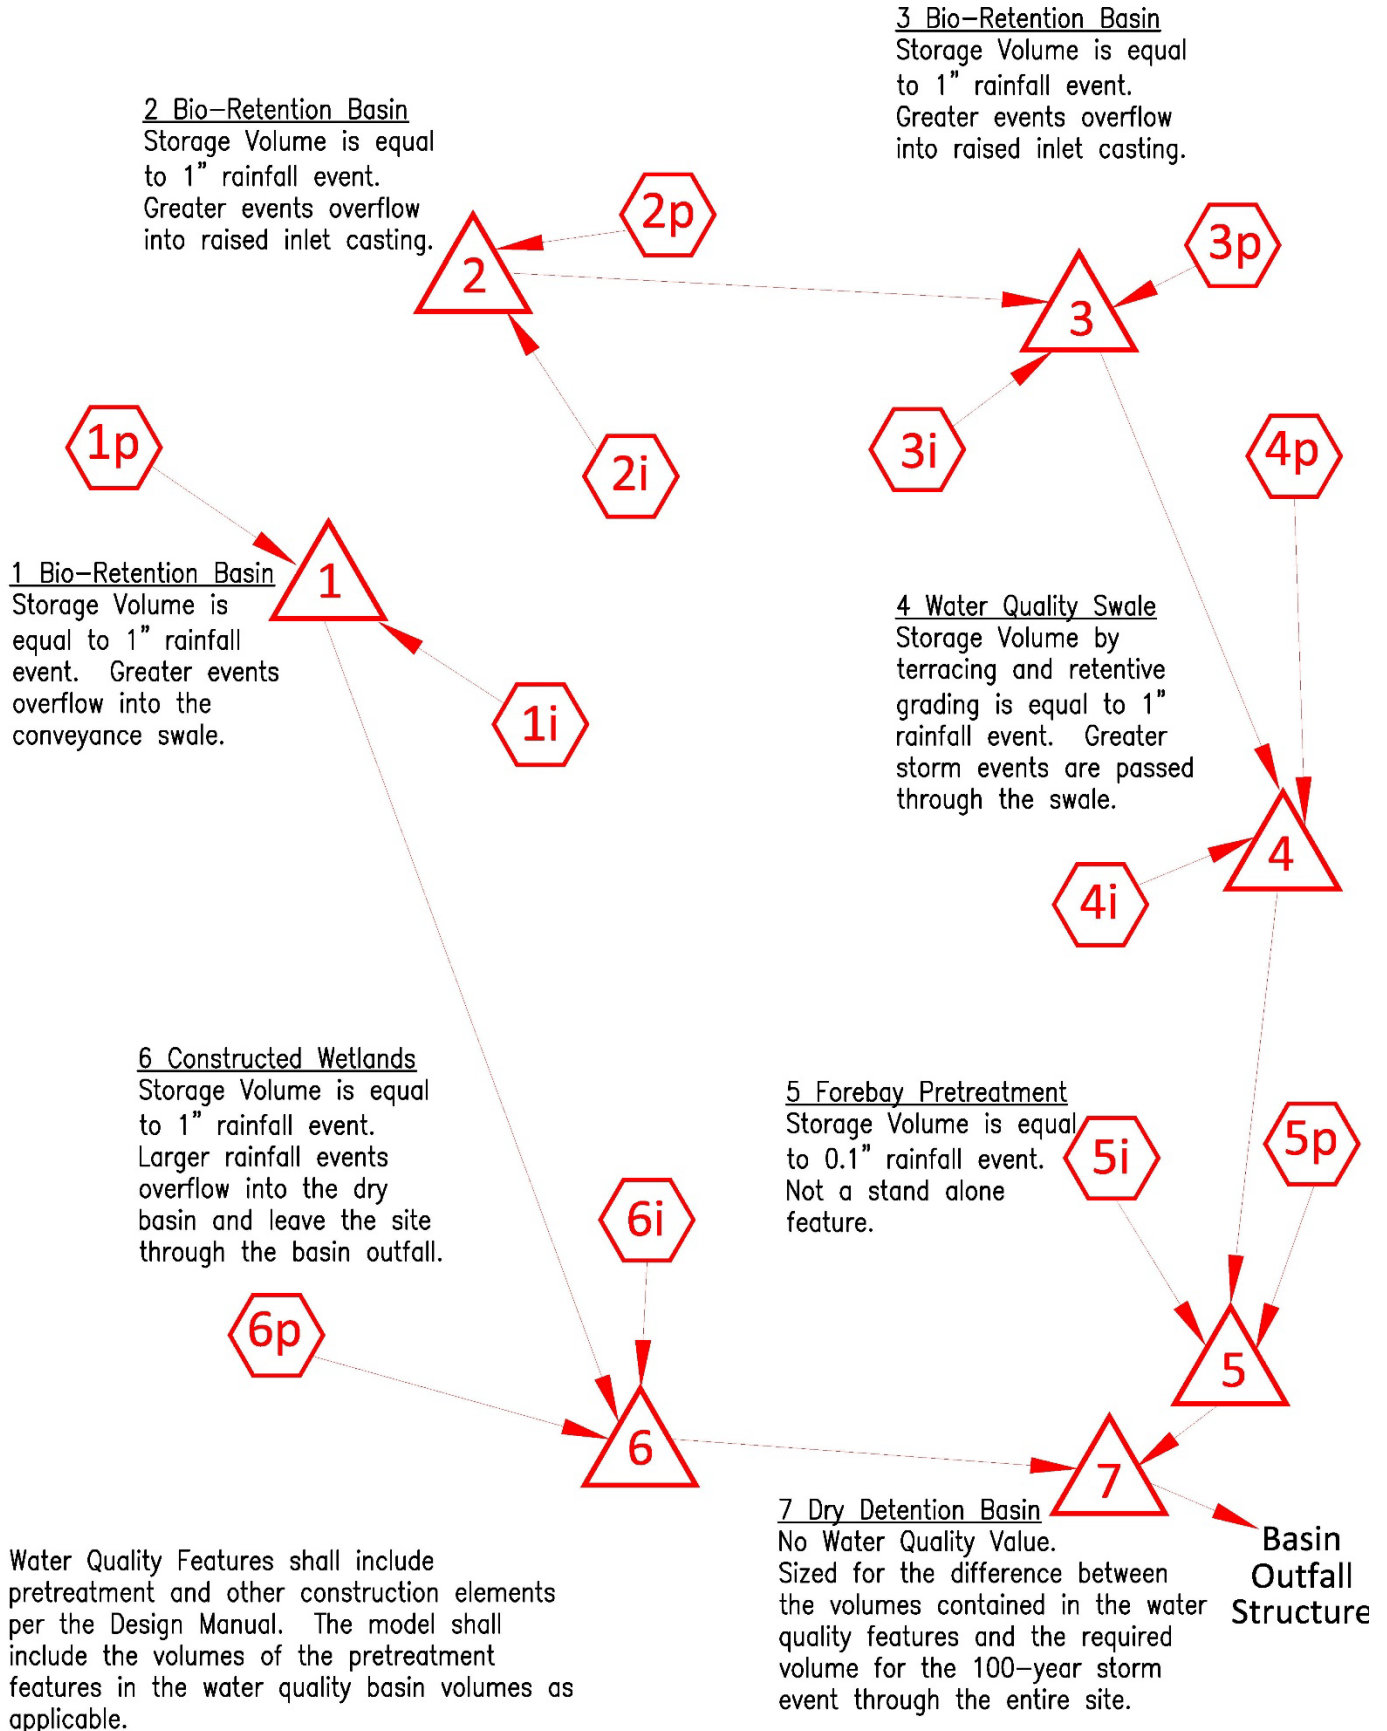 3 Bio-Retention Basin
Storage Volume is equal
to 1" rainfall event.
Greater events overflow
into raised inlet casting.
2 Bio-Retention Basin
Storage Volume is equal
to 1" rainfall event.
Greater events overflow
into raised inlet casting.
2p
3p
2
3
1p
2i
3i
4p
1 Bio-Retention Basin
Storage Volume is
equal to 1" rainfall
event. Greater events
overflow into the
conveyance swale.
1
1i
4 Water Quality Swale
Storage Volume by
terracing and retentive
grading is equal to 1"
rainfall event. Greater
storm events are passed
through the swale.
4
4i
6 Constructed Wetlands
Storage Volume is equal
to 1" rainfall event.
Larger rainfall events
overflow into the dry
basin and leave the site
through the basin outfall.
5 Forebay Pretreatment
Storage Volume is equal
to 0.1" rainfall event.
Not a stand alone
feature.
5i
5p
6i
6p
5
6
7
7 Dry Detention Basin
No Water Quality Value.
Sized for the difference between
the volumes contained in the water
quality features and the required
volume for the 100-year storm
event through the entire site.
Basin
Outfall
Structure
Water Quality Features shall include
pretreatment and other construction elements
per the Design Manual. The model shall
include the volumes of the pretreatment
features in the water quality basin volumes as
applicable.